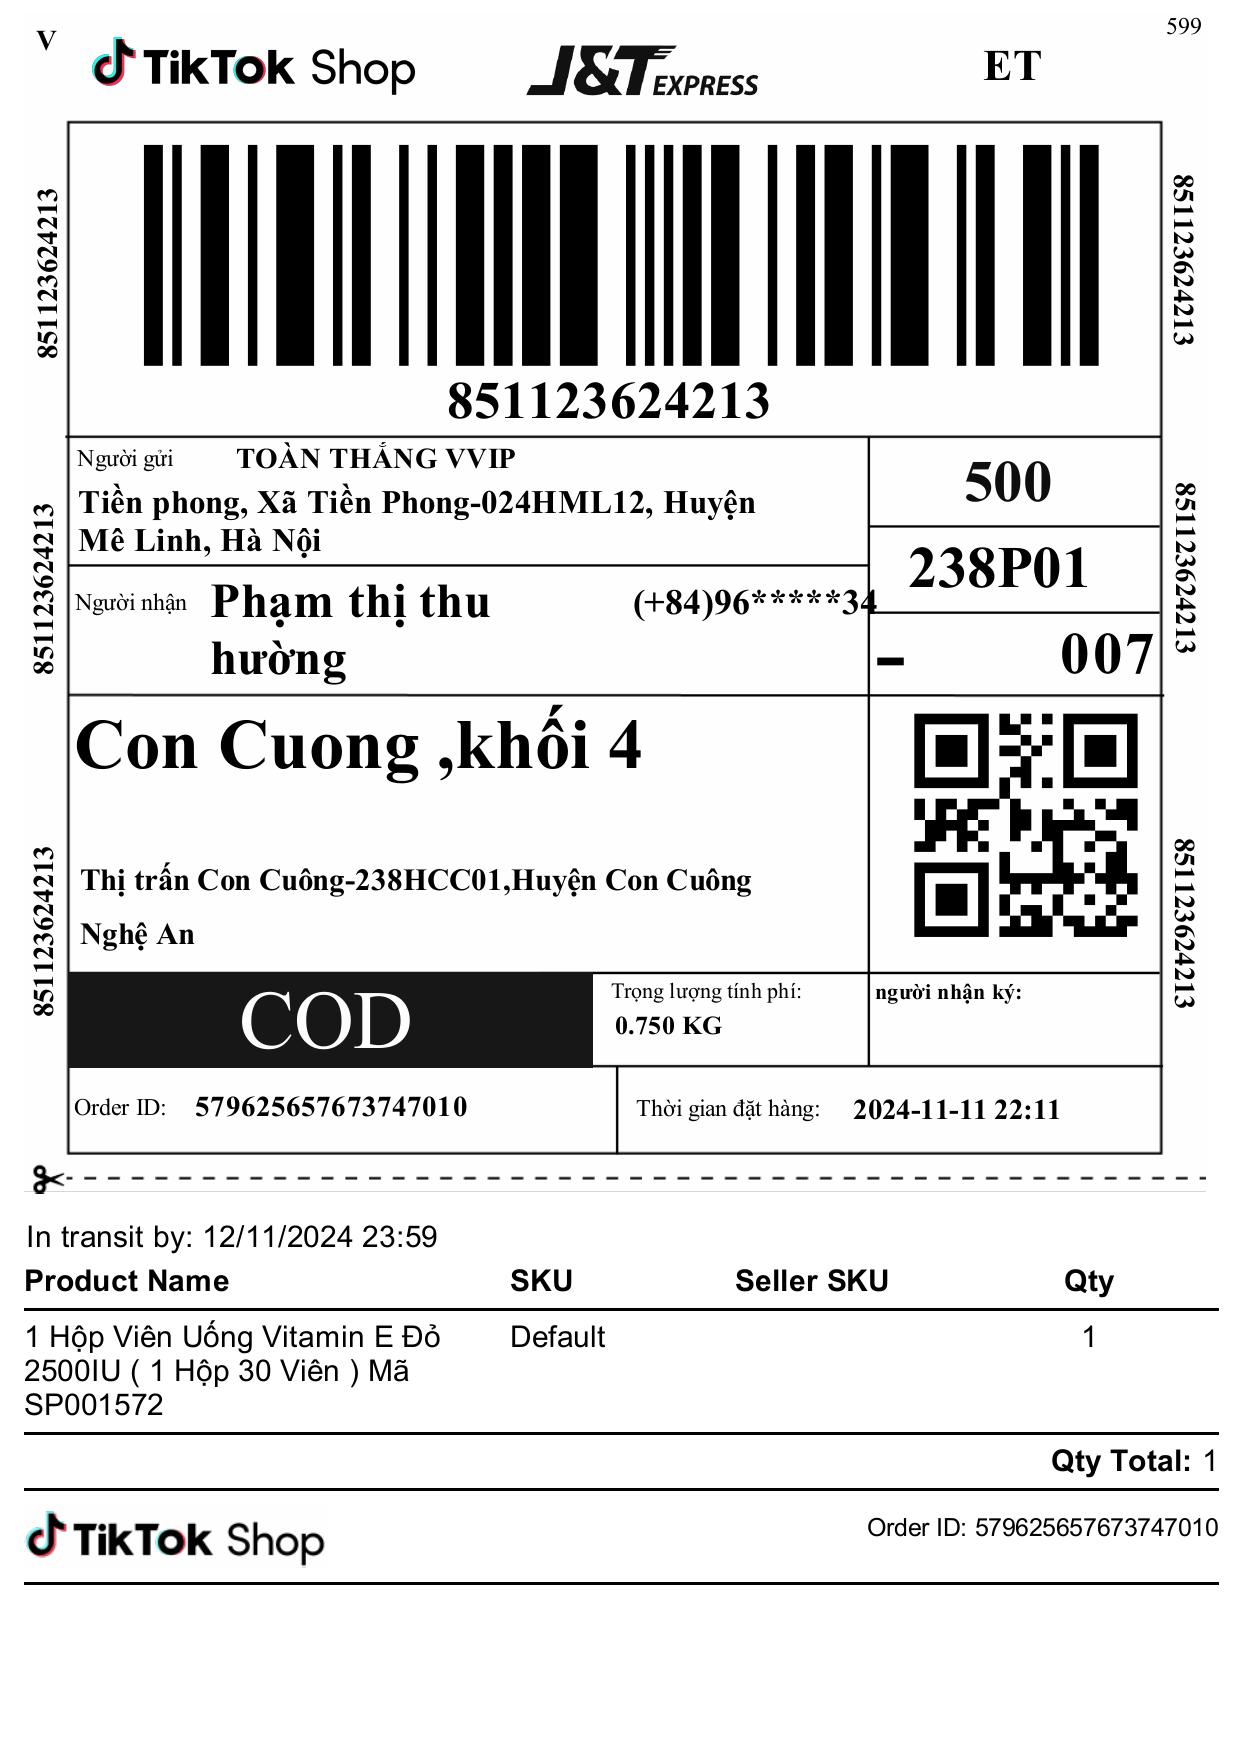 599
V
TikTok Shop
J&T EXPRESS
ET
851123624213
851123624213
851123624213
851123624213
851123624213
851123624213
851123624213
Người gửi TOÀN THẮNG VVIP
Tiền phong, Xã Tiền Phong-024HML12, Huyện
Mê Linh, Hà Nội
500
238P01
- 007
Người nhận Phạm thị thu
hường
(+84)96*****34
Con Cuong ,khối 4
Thị trấn Con Cuông-238HCC01,Huyện Con Cuông
Nghệ An
COD
Trọng lượng tính phí:
0.750 KG
người nhận ký:
Order ID: 579625657673747010
Thời gian đặt hàng: 2024-11-11 22:11
In transit by: 12/11/2024 23:59
Product Name SKU Seller SKU Qty
1 Hộp Viên Uống Vitamin E Đỏ Default 1
2500IU ( 1 Hộp 30 Viên ) Mã
SP001572
Qty Total: 1
TikTok Shop
Order ID: 579625657673747010